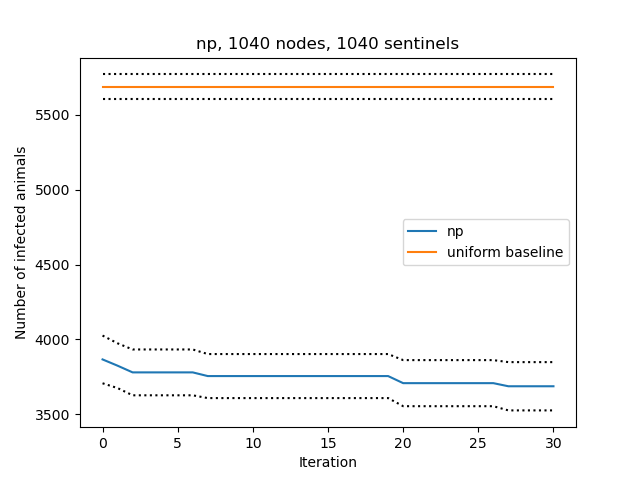 np, 1040 nodes, 1040 sentinels
Number of infected animals
5500
5000
4500
4000
3500
np
uniform baseline
0 5 10 15 20 25 30
Iteration